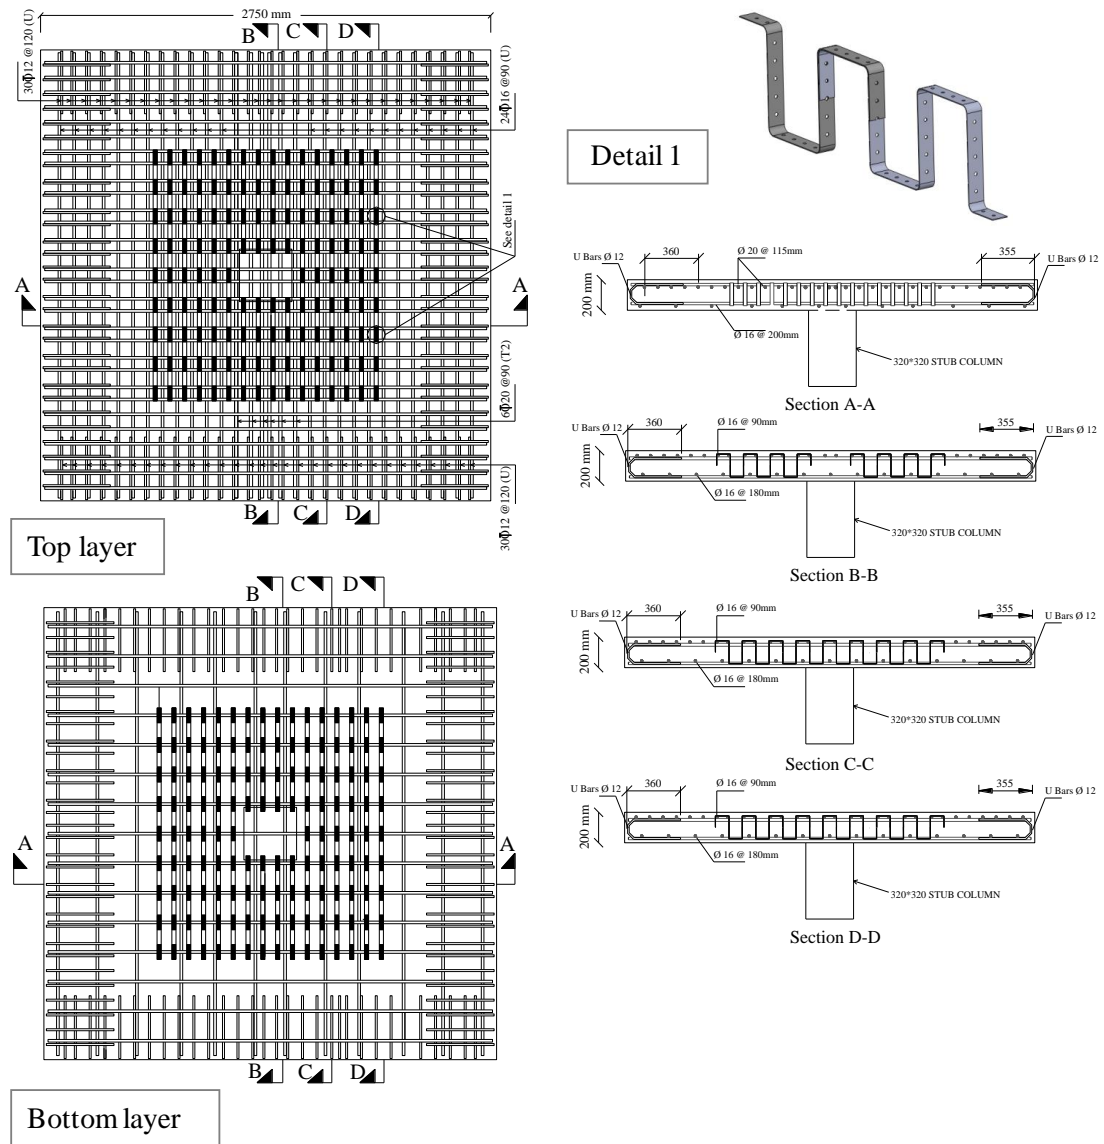 2750 mm
B C D
30Φ12 @120 (U)
24Φ16 @90 (U)
See detail 1
A A
6Φ20 @90 (T2)
30Φ12 @120 (U)
B C D
Top layer
B C D
A A
B C D
Bottom layer
Detail 1
U Bars Ø 12 360 Ø 20 @ 115mm 355 U Bars Ø 12
200 mm
Ø 16 @ 200mm
320*320 STUB COLUMN
Section A-A
U Bars Ø 12 360 Ø 16 @ 90mm 355 U Bars Ø 12
200 mm
Ø 16 @ 180mm
320*320 STUB COLUMN
Section B-B
U Bars Ø 12 360 Ø 16 @ 90mm 355 U Bars Ø 12
200 mm
Ø 16 @ 180mm
320*320 STUB COLUMN
Section C-C
U Bars Ø 12 360 Ø 16 @ 90mm 355 U Bars Ø 12
200 mm
Ø 16 @ 180mm
320*320 STUB COLUMN
Section D-D